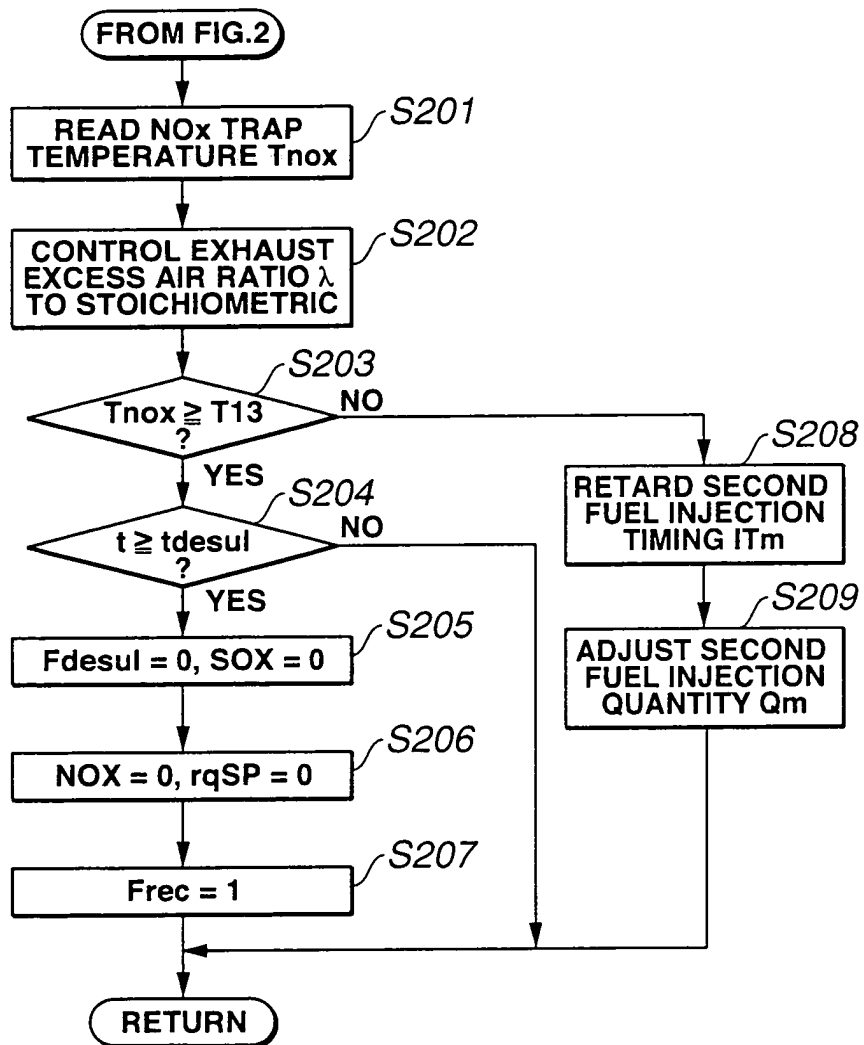 FROM FIG.2
S201
READ NOx TRAP
TEMPERATURE Tnox
S202
CONTROL EXHAUST
EXCESS AIR RATIO λ
TO STOICHIOMETRIC
S203
Tnox ≧ T13
?
NO
YES
S204
t ≧ tdesul
?
NO
YES
S205
Fdesul = 0, SOX = 0
S206
NOX = 0, rqSP = 0
S207
Frec = 1
S208
RETARD SECOND
FUEL INJECTION
TIMING ITm
S209
ADJUST SECOND
FUEL INJECTION
QUANTITY Qm
RETURN